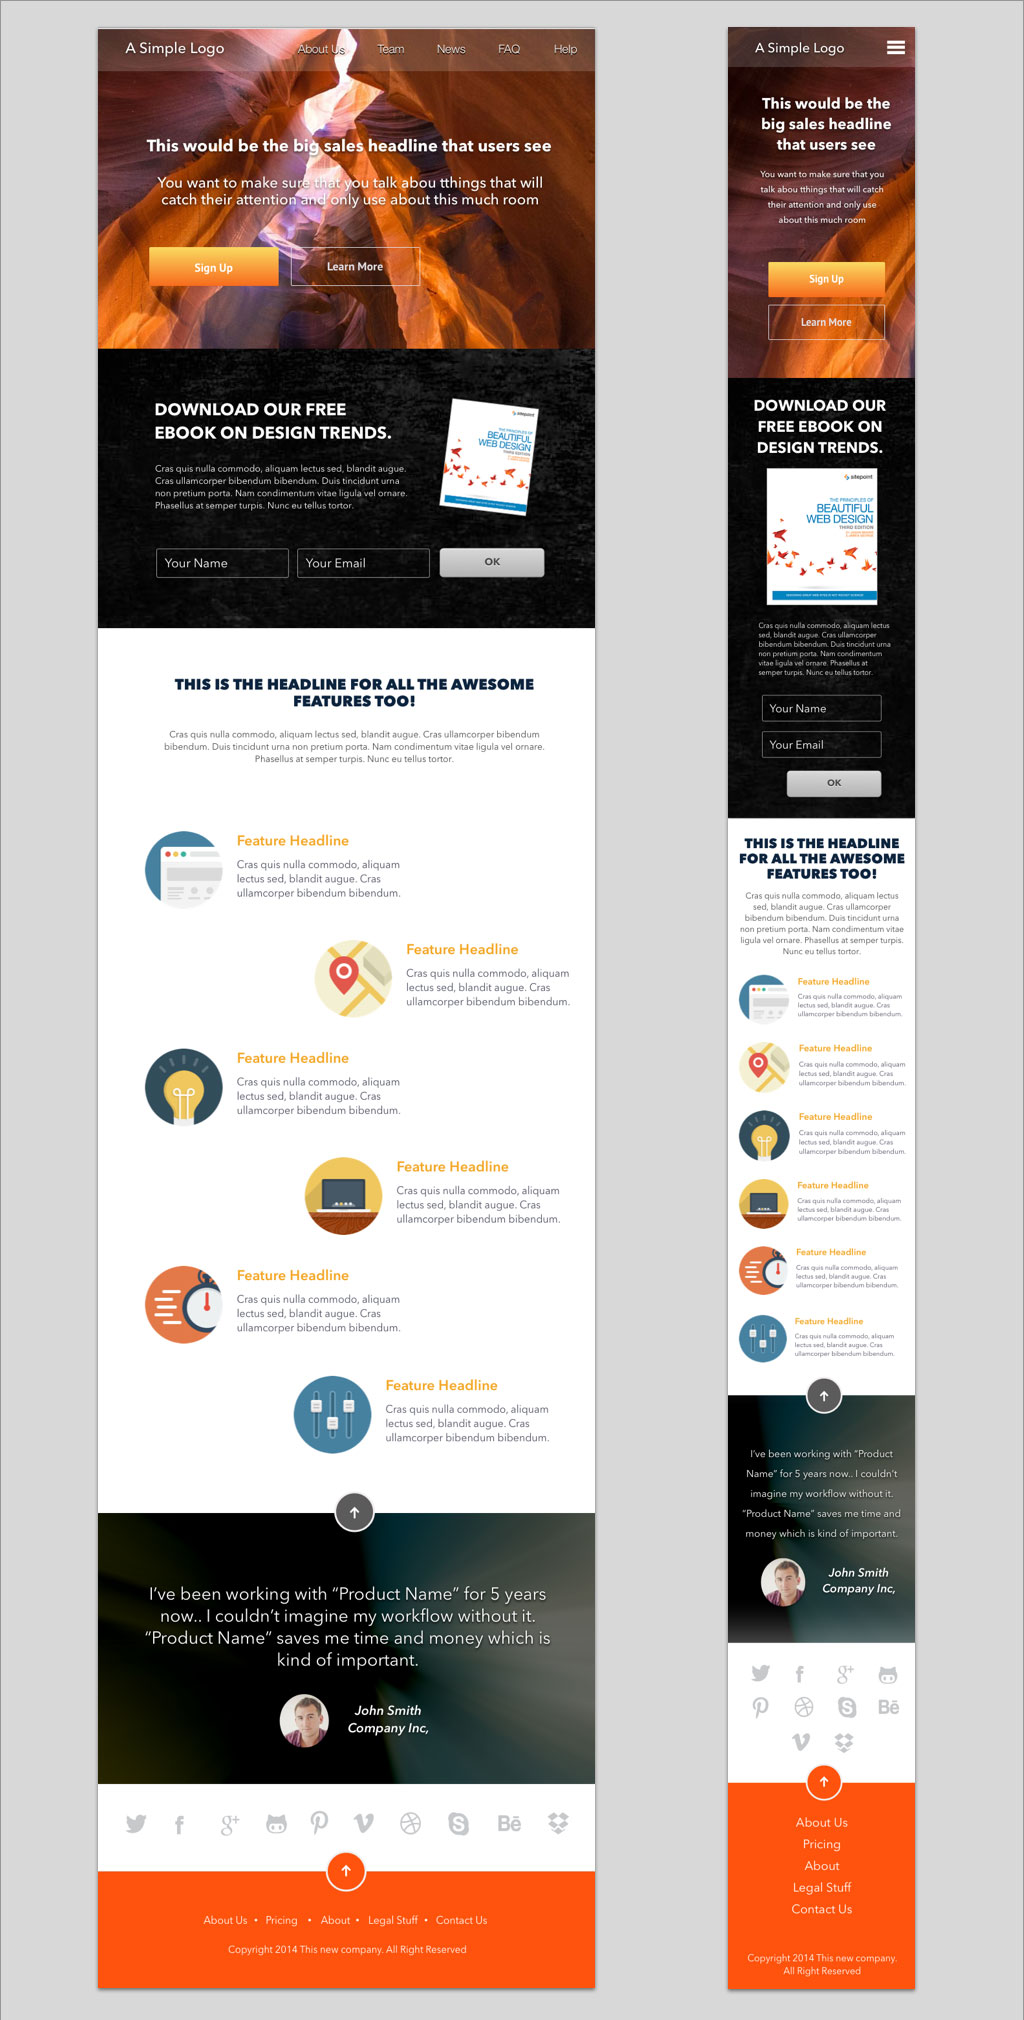 A Simple Logo
About Us
Team
News
FAQ
Help
This would be the big sales headline that users see
You want to make sure that you talk abou tthings that will
catch their attention and only use about this much room
Sign Up
Learn More
DOWNLOAD OUR FREE
EBOOK ON DESIGN TRENDS.
Cras quis nulla commodo, aliquam lectus sed, blandit augue.
Cras ullamcorper bibendum bibendum. Duis tincidunt urna
non pretium porta. Nam condimentum vitae ligula vel ornare.
Phasellus at semper turpis. Nunc eu tellus tortor.
sitepoint
THE PRINCIPLES OF
BEAUTIFUL
WEB DESIGN
THIRD EDITION
Your Name
Your Email
OK
THIS IS THE HEADLINE FOR ALL THE AWESOME
FEATURES TOO!
Cras quis nulla commodo, aliquam lectus sed, blandit augue. Cras ullamcorper bibendum
bibendum. Duis tincidunt urna non pretium porta. Nam condimentum vitae ligula vel ornare.
Phasellus at semper turpis. Nunc eu tellus tortor.
Feature Headline
Cras quis nulla commodo, aliquam
lectus sed, blandit augue. Cras
ullamcorper bibendum bibendum.
Feature Headline
Cras quis nulla commodo, aliquam
lectus sed, blandit augue. Cras
ullamcorper bibendum bibendum.
Feature Headline
Cras quis nulla commodo, aliquam
lectus sed, blandit augue. Cras
ullamcorper bibendum bibendum.
Feature Headline
Cras quis nulla commodo, aliquam
lectus sed, blandit augue. Cras
ullamcorper bibendum bibendum.
Feature Headline
Cras quis nulla commodo, aliquam
lectus sed, blandit augue. Cras
ullamcorper bibendum bibendum.
Feature Headline
Cras quis nulla commodo, aliquam
lectus sed, blandit augue. Cras
ullamcorper bibendum bibendum.
I've been working with “Product Name” for 5 years
now.. I couldn't imagine my workflow without it.
“Product Name” saves me time and money which is
kind of important.
John Smith
Company Inc,
About Us • Pricing • About • Legal Stuff • Contact Us
Copyright 2014 This new company. All Right Reserved
A Simple Logo
This would be the
big sales headline
that users see
You want to make sure that you
talk abou tthings that will catch
their attention and only use
about this much room
Sign Up
Learn More
DOWNLOAD OUR
FREE EBOOK ON
DESIGN TRENDS.
sitepoint
THE PRINCIPLES OF
BEAUTIFUL
WEB DESIGN
THIRD EDITION
Cras quis nulla commodo, aliquam lectus
sed, blandit augue. Cras ullamcorper
bibendum bibendum. Duis tincidunt urna
non pretium porta. Nam condimentum
vitae ligula vel ornare. Phasellus at
semper turpis. Nunc eu tellus tortor.
Your Name
Your Email
OK
THIS IS THE HEADLINE
FOR ALL THE AWESOME
FEATURES TOO!
Cras quis nulla commodo, aliquam lectus
sed, blandit augue. Cras ullamcorper
bibendum bibendum. Duis tincidunt urna
non pretium porta. Nam condimentum vitae
ligula vel ornare. Phasellus at semper turpis.
Nunc eu tellus tortor.
Feature Headline
Cras quis nulla commodo, aliquam
lectus sed, blandit augue. Cras
ullamcorper bibendum bibendum.
Feature Headline
Cras quis nulla commodo, aliquam
lectus sed, blandit augue. Cras
ullamcorper bibendum bibendum.
Feature Headline
Cras quis nulla commodo, aliquam
lectus sed, blandit augue. Cras
ullamcorper bibendum bibendum.
Feature Headline
Cras quis nulla commodo, aliquam
lectus sed, blandit augue. Cras
ullamcorper bibendum bibendum.
Feature Headline
Cras quis nulla commodo, aliquam
lectus sed, blandit augue. Cras
ullamcorper bibendum bibendum.
Feature Headline
Cras quis nulla commodo, aliquam
lectus sed, blandit augue. Cras
ullamcorper bibendum bibendum.
I've been working with “Product
Name” for 5 years now.. I couldn't
imagine my workflow without it.
“Product Name” saves me time and
money which is kind of important.
John Smith
Company Inc,
About Us
Pricing
About
Legal Stuff
Contact Us
Copyright 2014 This new company.
All Right Reserved